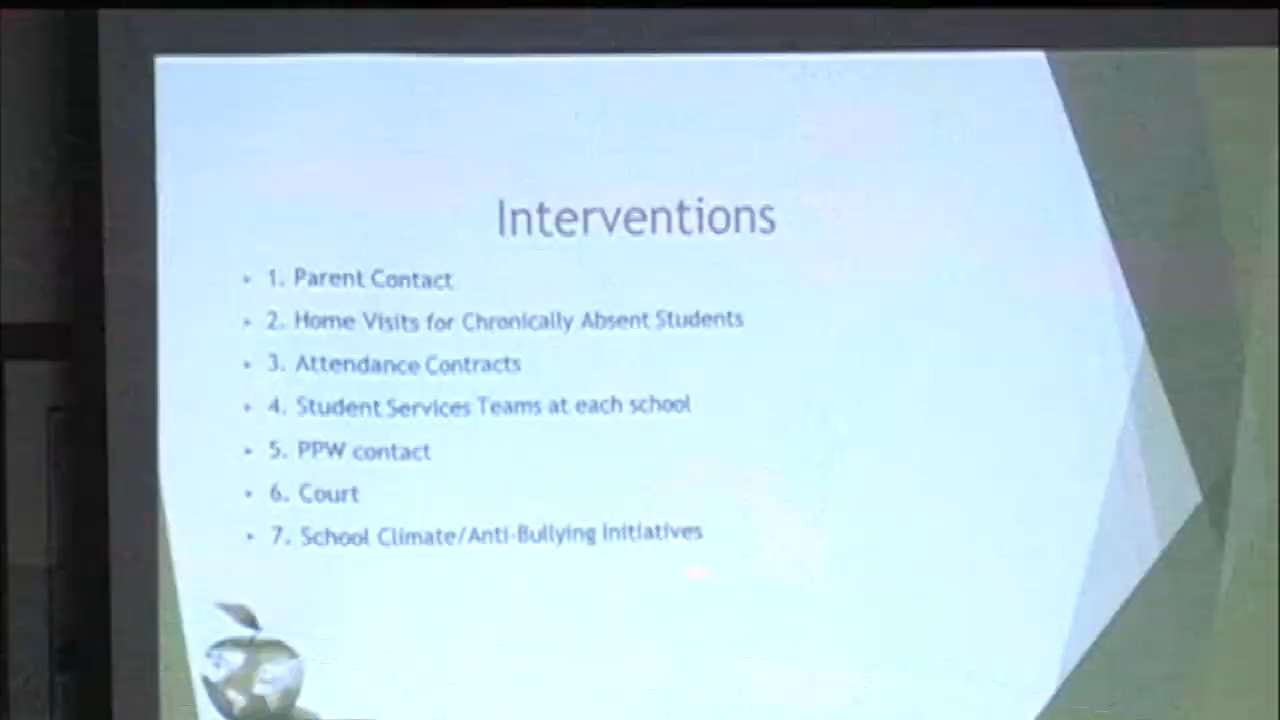 Interventions
• 1. Parent Contact
• 2. Home Visits for Chronically Absent Students
• 3. Attendance Contracts
• 4. Student Services Teams at each school
• 5. PPW contact
• 6. Court
• 7. School Climate/Anti-Bullying Initiatives